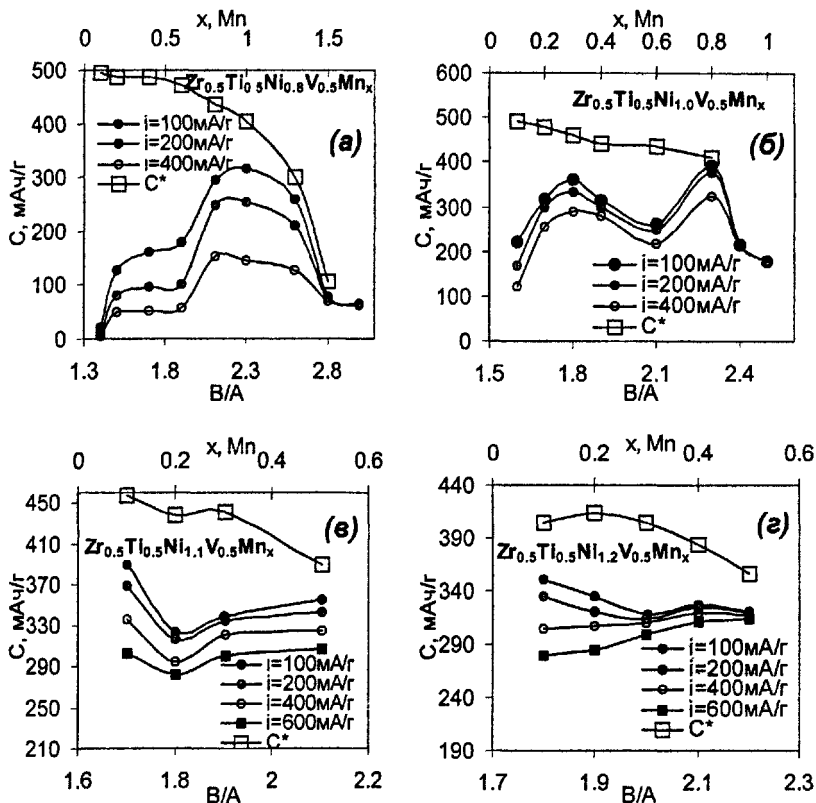 x, Mn
0 0.5 1 1.5
500
400
300
200
100
0
C, мАч/г
Zr0.5Ti0.5Ni0.8V0.5Mnx
i=100мА/г
i=200мА/г
i=400мА/г
C*
(а)
1.3 1.8 2.3 2.8
B/A
x, Mn
0 0.2 0.4 0.6 0.8 1
600
500
400
300
200
100
0
C, мАч/г
Zr0.5Ti0.5Ni1.0V0.5Mnx
(б)
i=100мА/г
i=200мА/г
i=400мА/г
C*
1.5 1.8 2.1 2.4
B/A
x, Mn
0 0.2 0.4 0.6
450
390
330
290
250
210
C, мАч/г
(в)
Zr0.5Ti0.5Ni1.1V0.5Mnx
i=100мА/г
i=200мА/г
i=400мА/г
i=600мА/г
C*
1.6 1.8 2 2.2
B/A
x, Mn
0 0.2 0.4 0.6
440
390
340
290
240
190
C, мАч/г
(г)
Zr0.5Ti0.5Ni1.2V0.5Mnx
i=100мА/г
i=200мА/г
i=400мА/г
i=600мА/г
C*
1.7 1.9 2.1 2.3
B/A